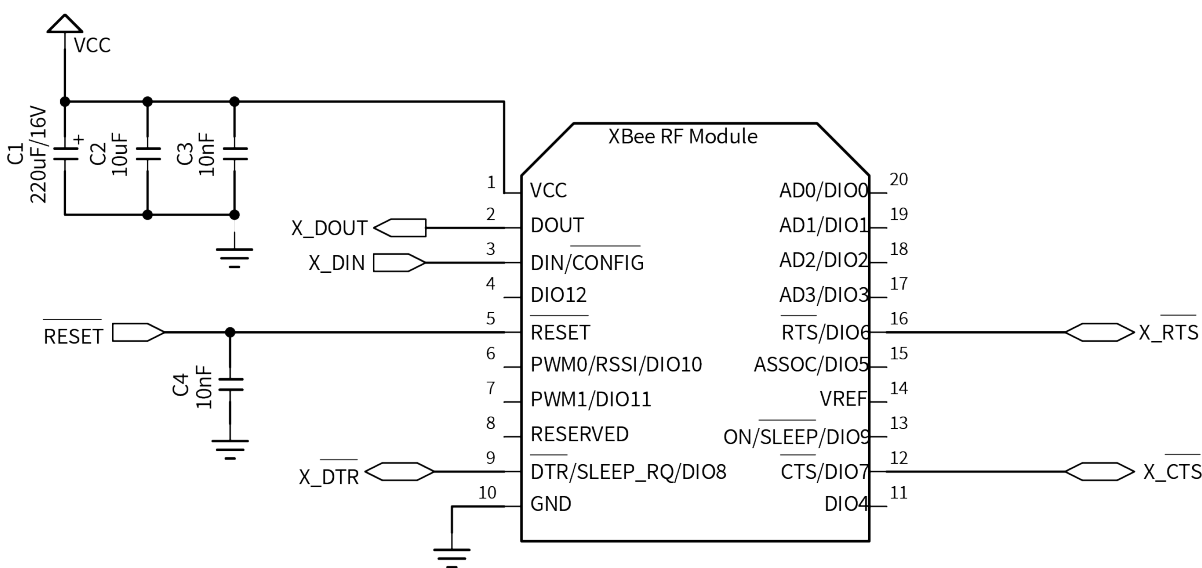 VCC
C1
220uF/16V
+
C2
10uF
C3
10nF
XBee RF Module
1 VCC
AD0/DIO0 20
X_DOUT 2 DOUT
AD1/DIO1 19
X_DIN 3 DIN/CONFIG
AD2/DIO2 18
4 DIO12
AD3/DIO3 17
RESET 5 RESET
RTS/DIO6 16 X_RTS
6 PWM0/RSSI/DIO10
ASSOC/DIO5 15
C4
10nF
7 PWM1/DIO11
VREF 14
8 RESERVED
ON/SLEEP/DIO9 13
X_DTR 9 DTR/SLEEP_RQ/DIO8
CTS/DIO7 12 X_CTS
10 GND
DIO4 11